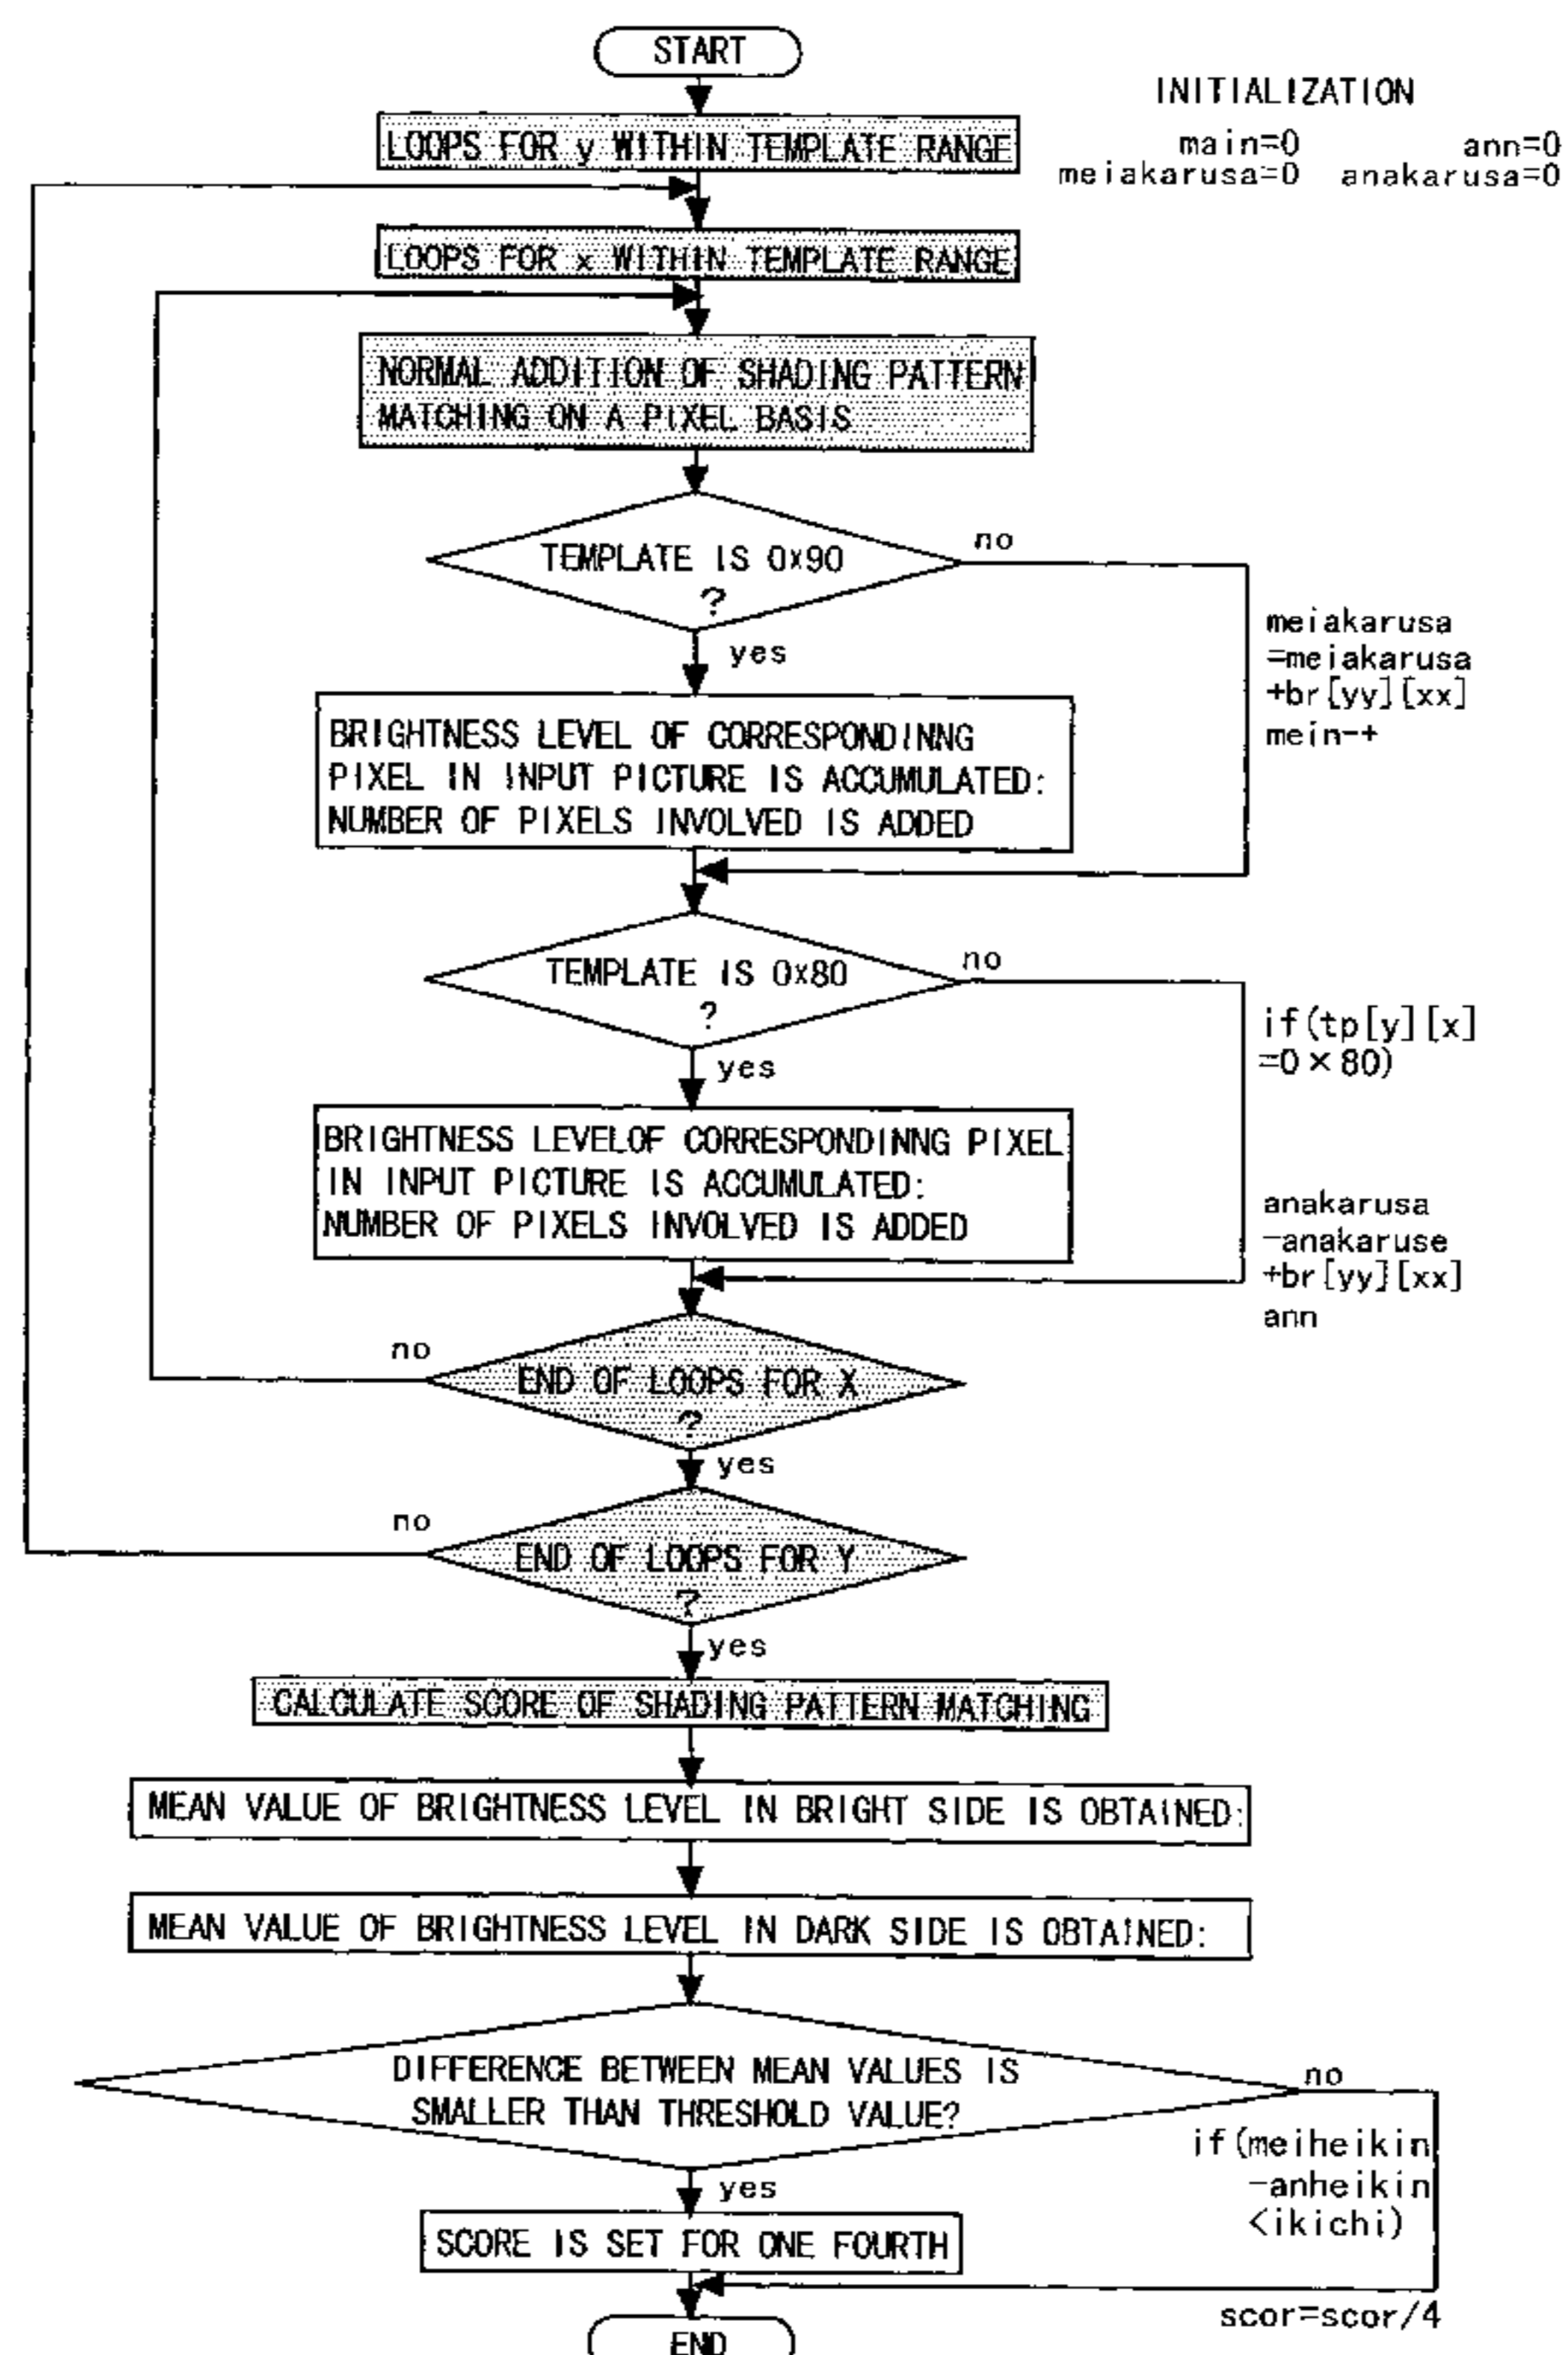 START
INITIALIZATION
main=0 ann=0
meiakarusa=0 anakarusa=0
LOOPS FOR y WITHIN TEMPLATE RANGE
LOOPS FOR x WITHIN TEMPLATE RANGE
NORMAL ADDITION OF SHADING PATTERN
MATCHING ON A PIXEL BASIS
TEMPLATE IS 0x90
?
no
yes
meiakarusa
=meiakarusa
+br[yy][xx]
mein-+
BRIGHTNESS LEVEL OF CORRESPONDINNG
PIXEL IN INPUT PICTURE IS ACCUMULATED:
NUMBER OF PIXELS INVOLVED IS ADDED
TEMPLATE IS 0x80
?
no
yes
if(tp[y][x]
=0×80)
BRIGHTNESS LEVELOF CORRESPONDINNG PIXEL
IN INPUT PICTURE IS ACCUMULATED:
NUMBER OF PIXELS INVOLVED IS ADDED
anakarusa
-anakaruse
+br[yy][xx]
ann
END OF LOOPS FOR X
?
no
yes
END OF LOOPS FOR Y
?
no
yes
CALCULATE SCORE OF SHADING PATTERN MATCHING
MEAN VALUE OF BRIGHTNESS LEVEL IN BRIGHT SIDE IS OBTAINED:
MEAN VALUE OF BRIGHTNESS LEVEL IN DARK SIDE IS OBTAINED:
DIFFERENCE BETWEEN MEAN VALUES IS
SMALLER THAN THRESHOLD VALUE?
no
yes
if(meiheikin
-anheikin
<ikichi)
SCORE IS SET FOR ONE FOURTH
scor=scor/4
END